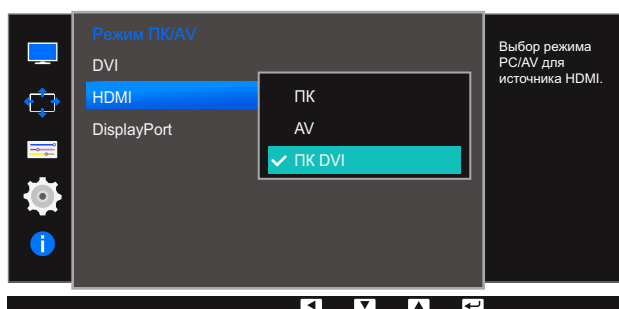 Режим ПК/AV
DVI
HDMI
DisplayPort
ПК
AV
ПК DVI
Выбор режима
PC/AV для
источника HDMI.